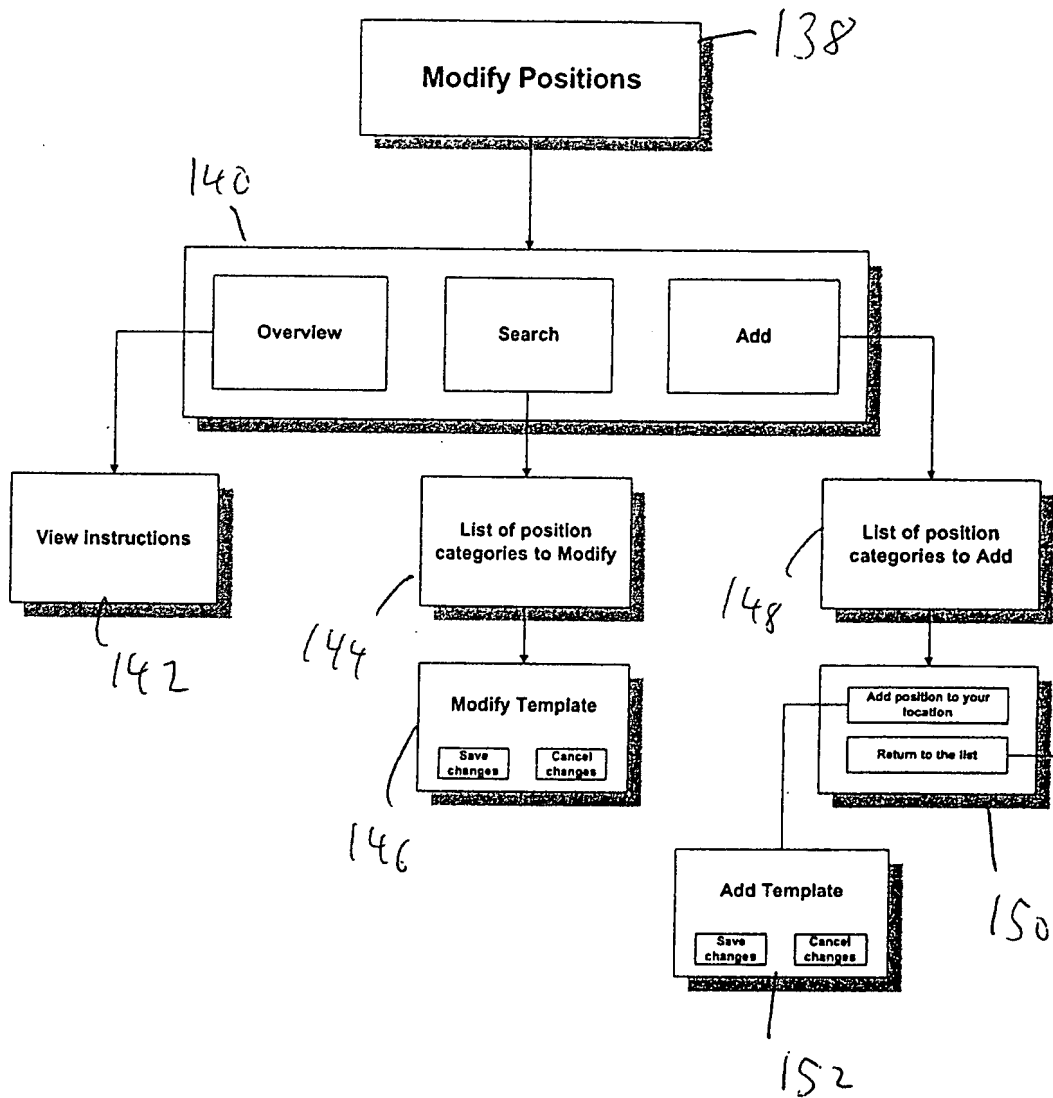 138
Modify Positions
140
Overview
Search
Add
View instructions
List of position
categories to Modify
List of position
categories to Add
142
144
148
Modify Template
Save
changes
Cancel
changes
Add position to your
location
Return to the list
146
150
Add Template
Save
changes
Cancel
changes
152